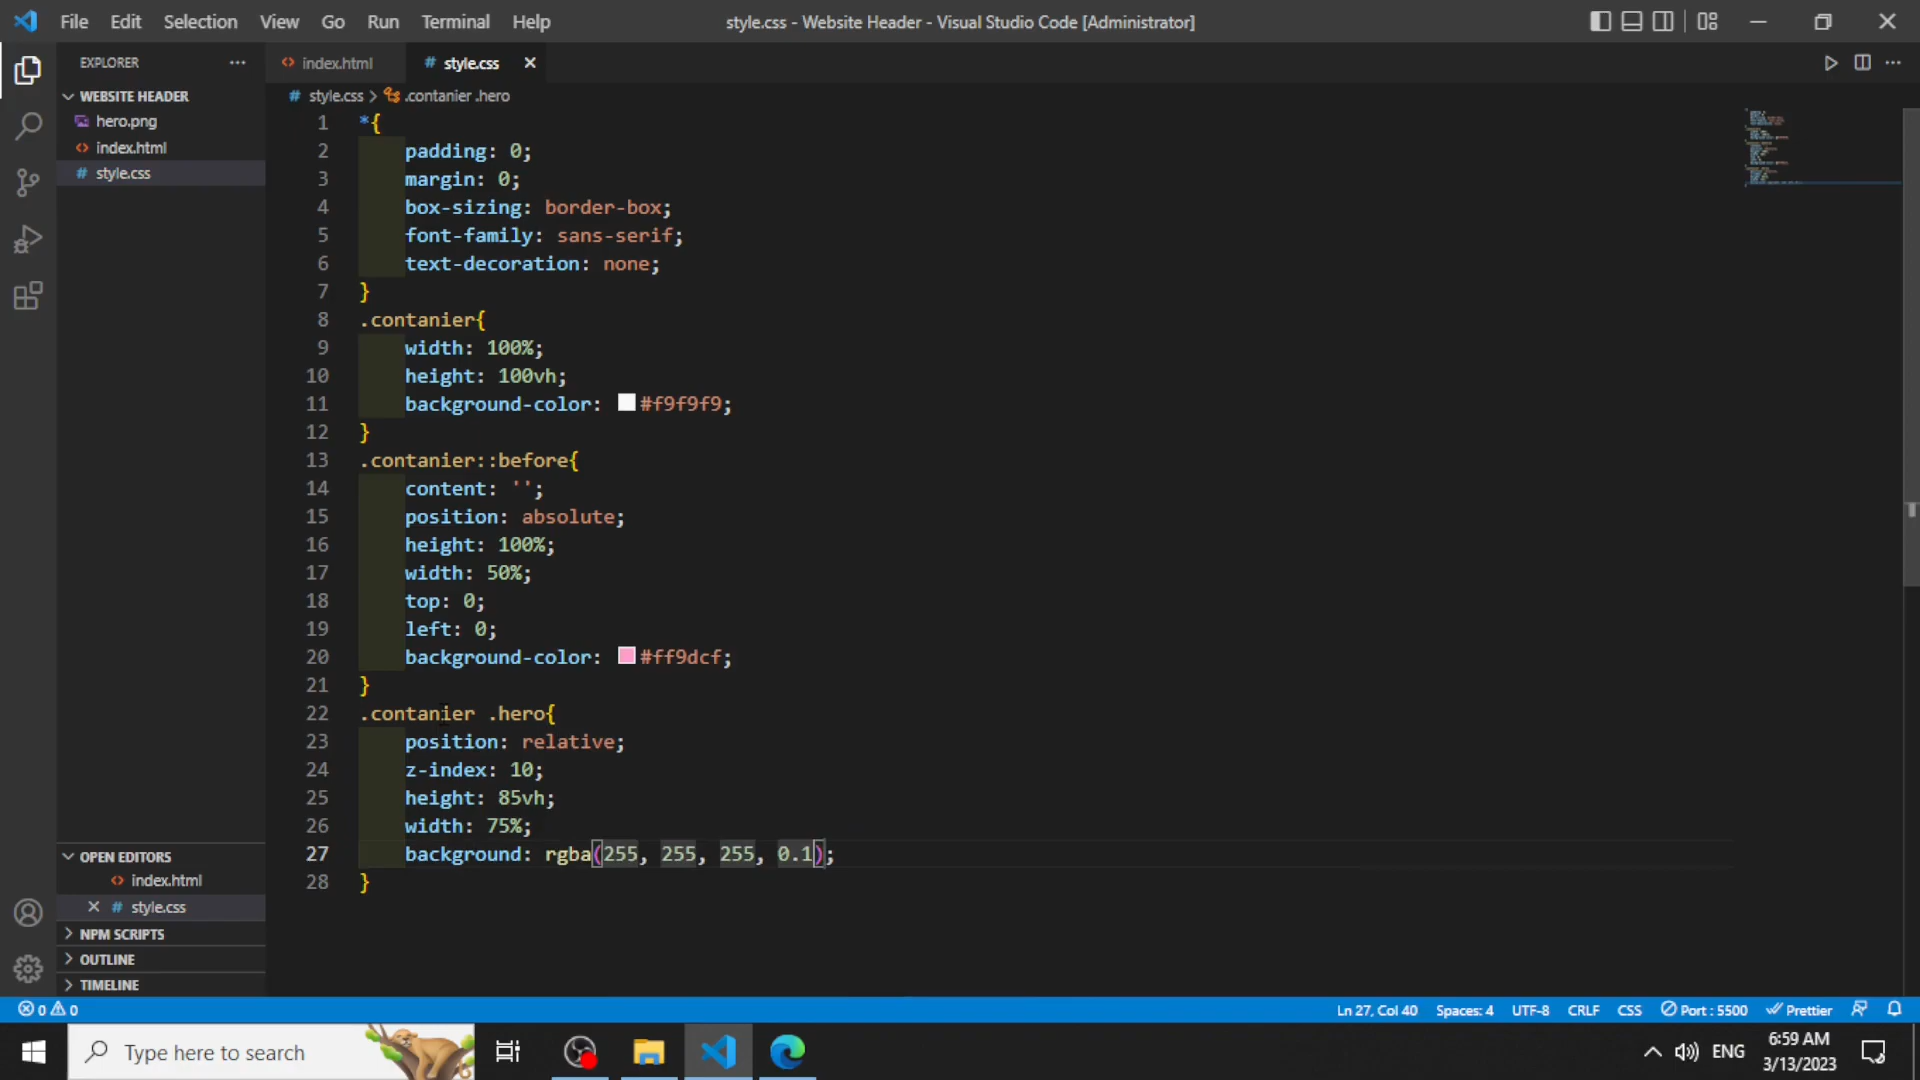 File Edit Selection View Go Run Terminal Help
style.css - Website Header - Visual Studio Code [Administrator]
EXPLORER
index.html
# style.css
WEBSITE HEADER
hero.png
index.html
# style.css
# style.css > .contanier .hero
1 *{
2 padding: 0;
3 margin: 0;
4 box-sizing: border-box;
5 font-family: sans-serif;
6 text-decoration: none;
7 }
8 .contanier{
9 width: 100%;
10 height: 100vh;
11 background-color: #f9f9f9;
12 }
13 .contanier::before{
14 content: '';
15 position: absolute;
16 height: 100%;
17 width: 50%;
18 top: 0;
19 left: 0;
20 background-color: #ff9dcf;
21 }
22 .contanier .hero{
23 position: relative;
24 z-index: 10;
25 height: 85vh;
26 width: 75%;
27 background: rgba(255, 255, 255, 0.1);
28 }
OPEN EDITORS
index.html
# style.css
NPM SCRIPTS
OUTLINE
TIMELINE
0 0
Ln 27, Col 40 Spaces: 4 UTF-8 CRLF CSS Port : 5500 Prettier
Type here to search
ENG
6:59 AM
3/13/2023